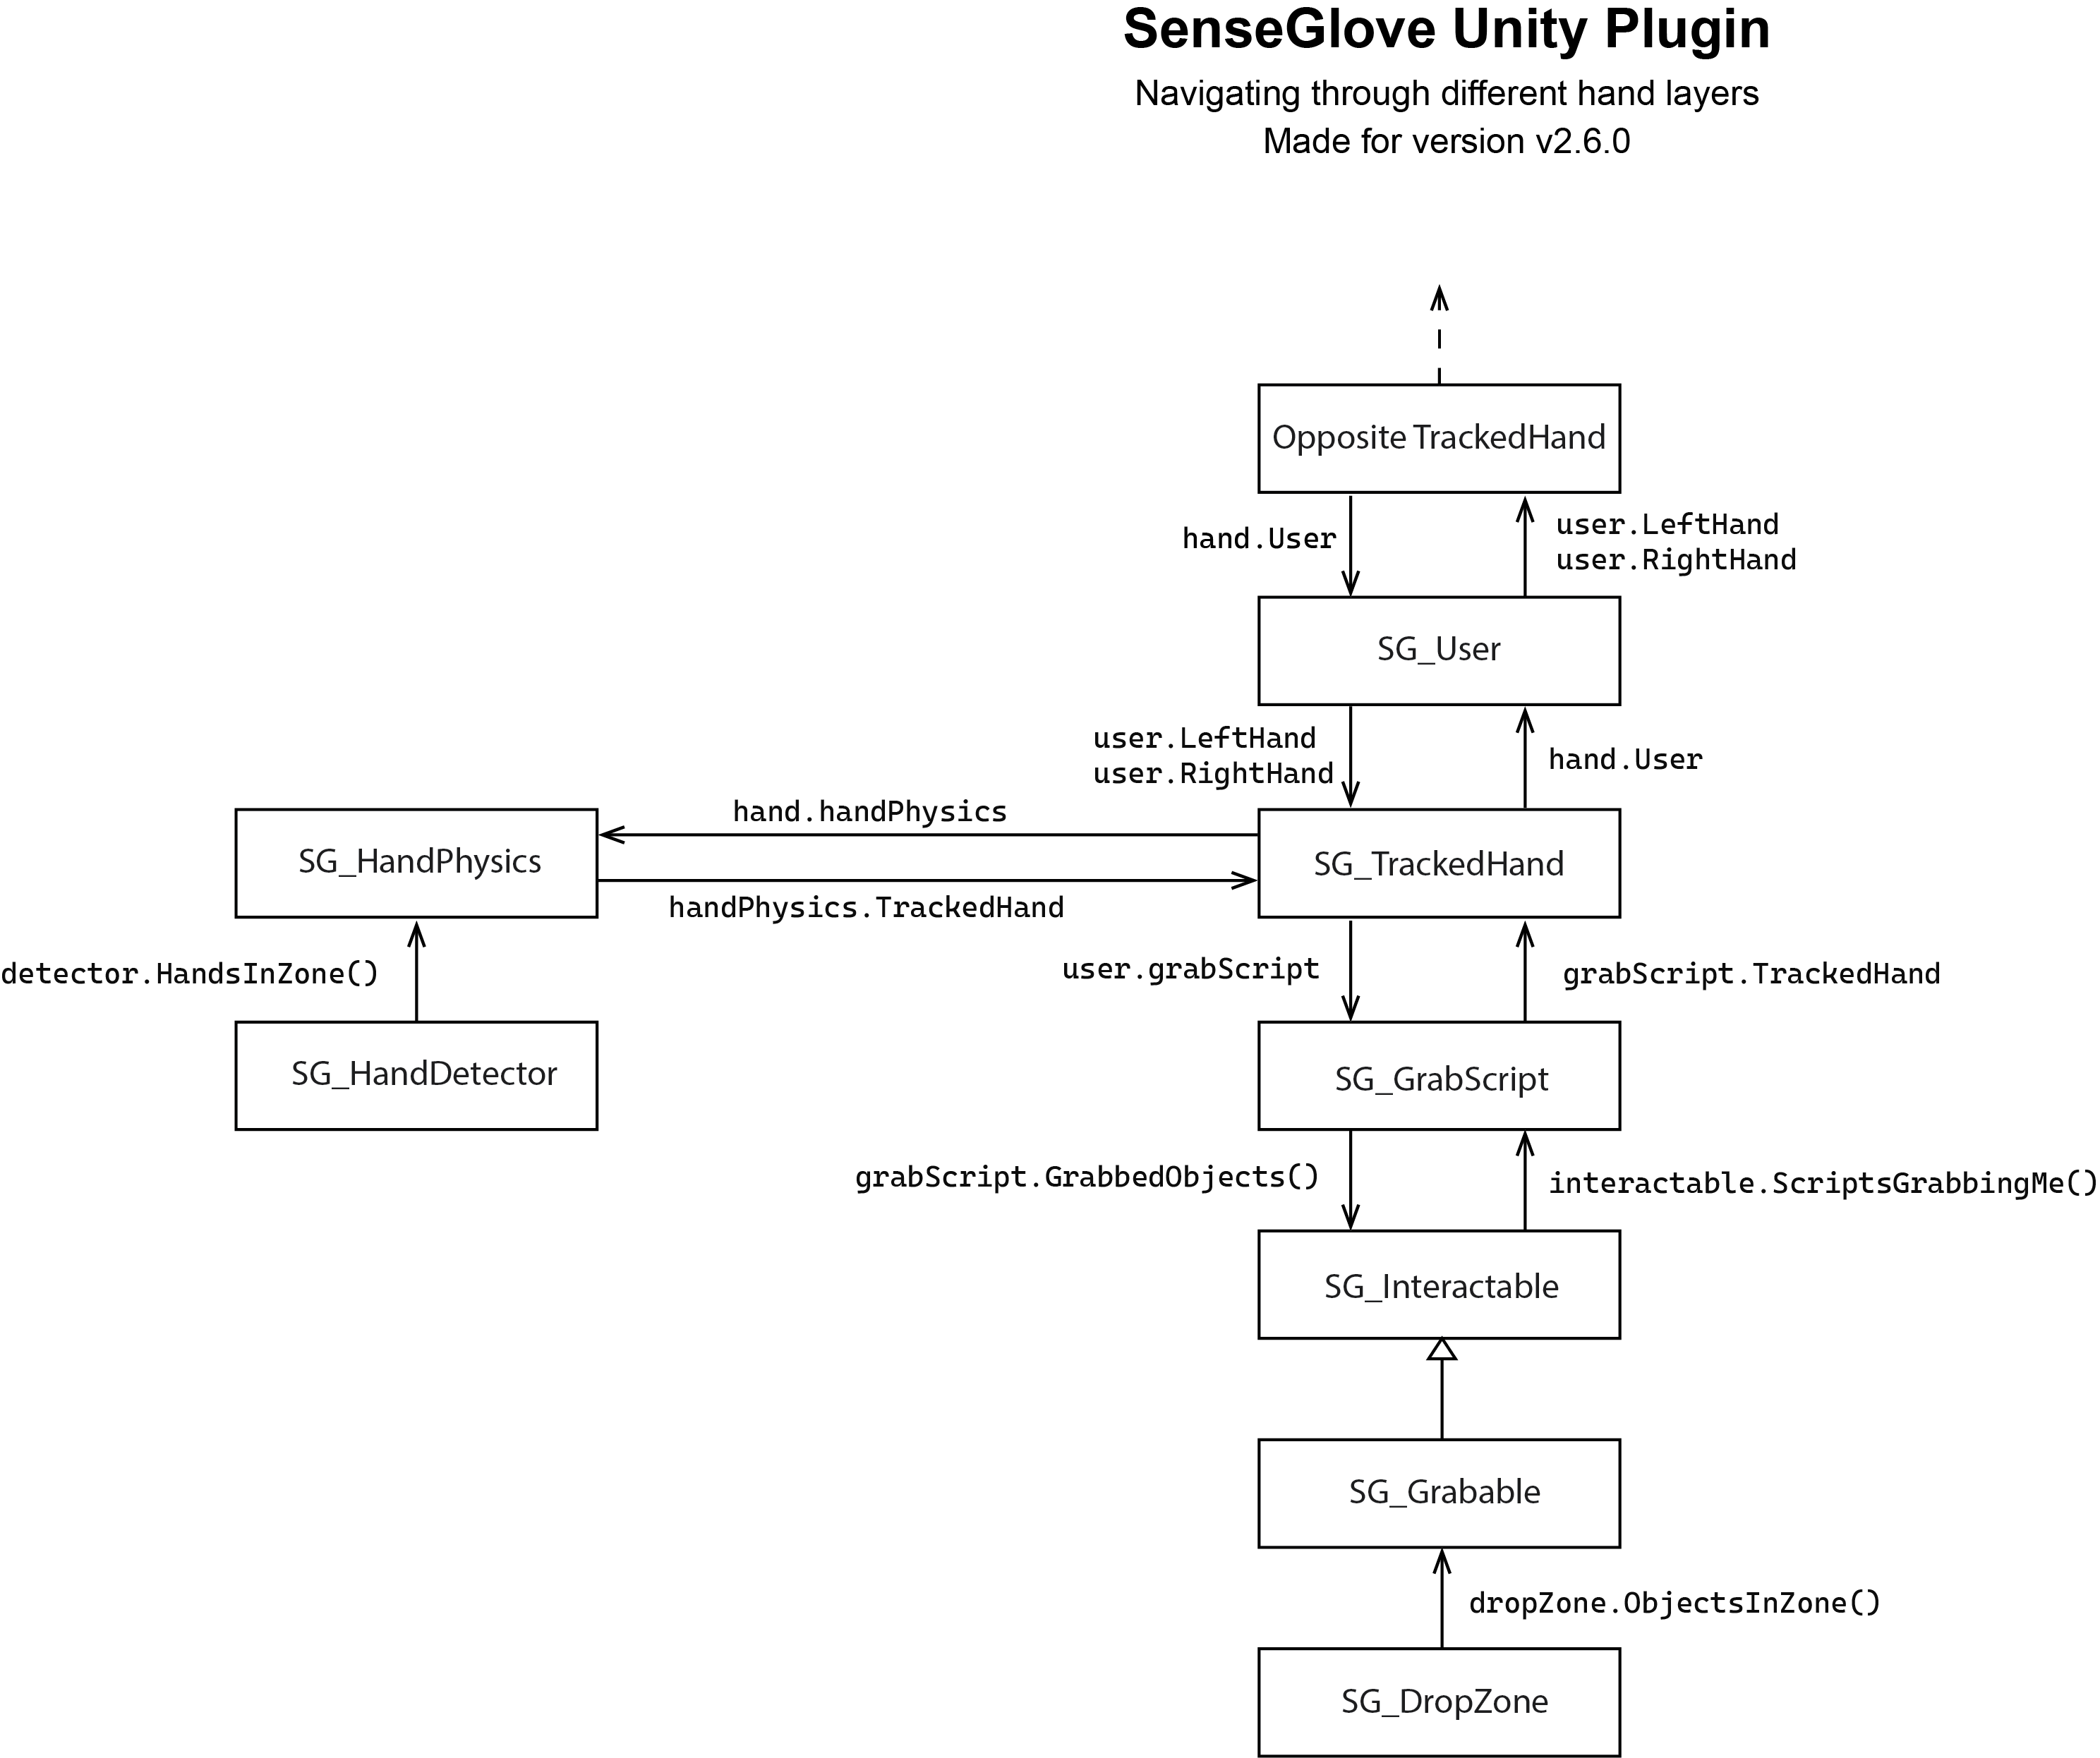 SenseGlove Unity Plugin
Navigating through different hand layers
Made for version v2.6.0
Opposite TrackedHand
hand.User
user.LeftHand
user.RightHand
SG_User
user.LeftHand
user.RightHand
hand.User
hand.handPhysics
SG_HandPhysics
SG_TrackedHand
handPhysics.TrackedHand
detector.HandsInZone()
user.grabScript
grabScript.TrackedHand
SG_HandDetector
SG_GrabScript
grabScript.GrabbedObjects()
interactable.ScriptsGrabbingMe()
SG_Interactable
SG_Grabable
dropZone.ObjectsInZone()
SG_DropZone